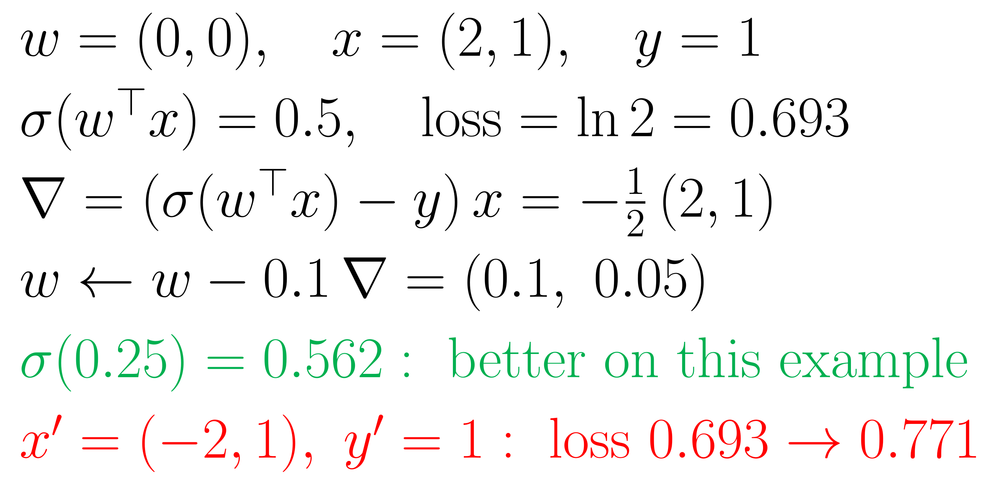 w = (0, 0),   x = (2, 1),   y = 1
σ(w⊤x) = 0.5,   loss = ln 2 = 0.693
∇ = (σ(w⊤x) − y) x = −1/2 (2, 1)
w ← w − 0.1 ∇ = (0.1, 0.05)
σ(0.25) = 0.562 : better on this example
x′ = (−2, 1), y′ = 1 : loss 0.693 → 0.771